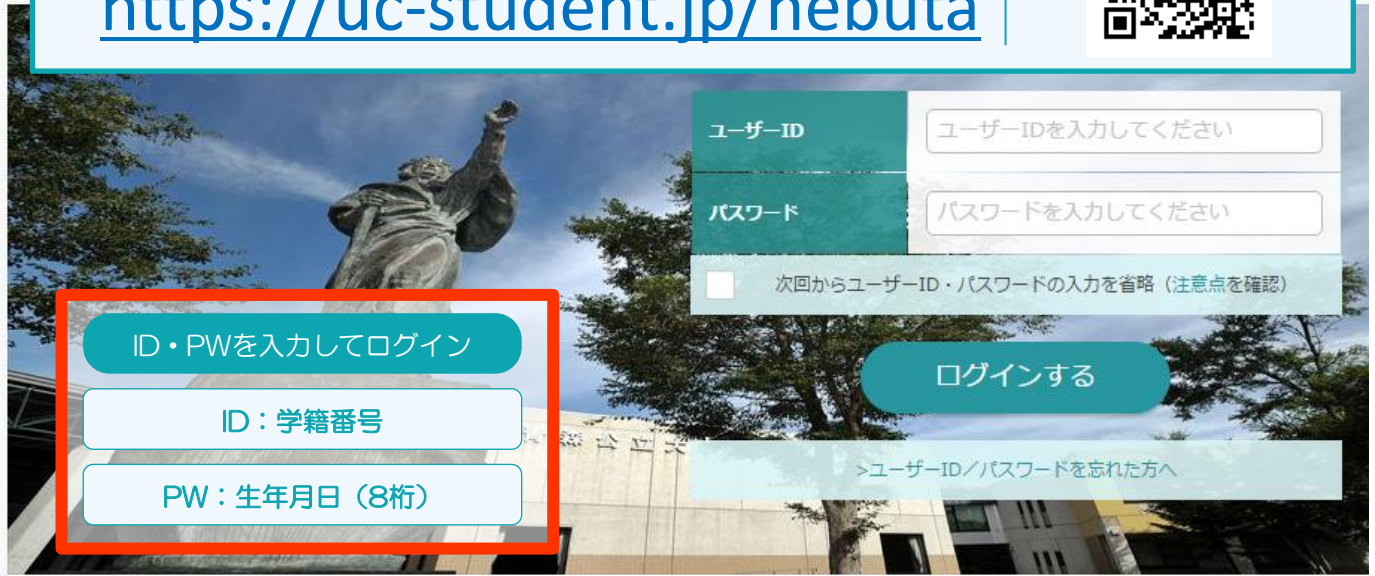 https://uc-student.jp/nebuta
ユーザーID
ユーザーIDを入力してください
パスワード
パスワードを入力してください
次回からユーザーID・パスワードの入力を省略（注意点を確認）
ID・PWを入力してログイン
ログインする
ID：学籍番号
公立大
>ユーザーID／パスワードを忘れた方へ
PW：生年月日（8桁）